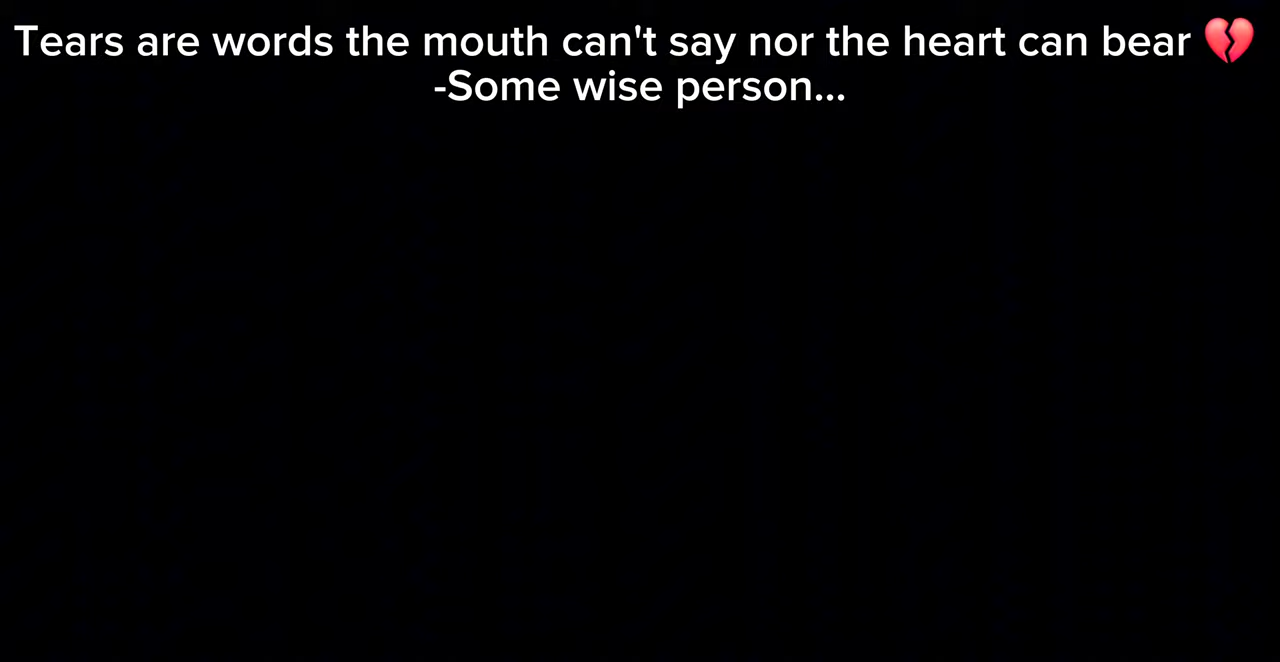 Tears are words the mouth can't say nor the heart can bear 💔
-Some wise person...